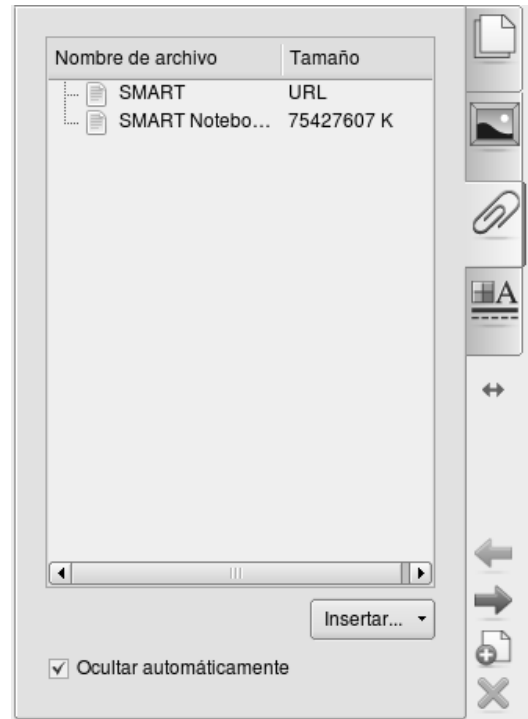 Nombre de archivo Tamaño
SMART URL
SMART Notebo... 75427607 K
Insertar...
Ocultar automáticamente